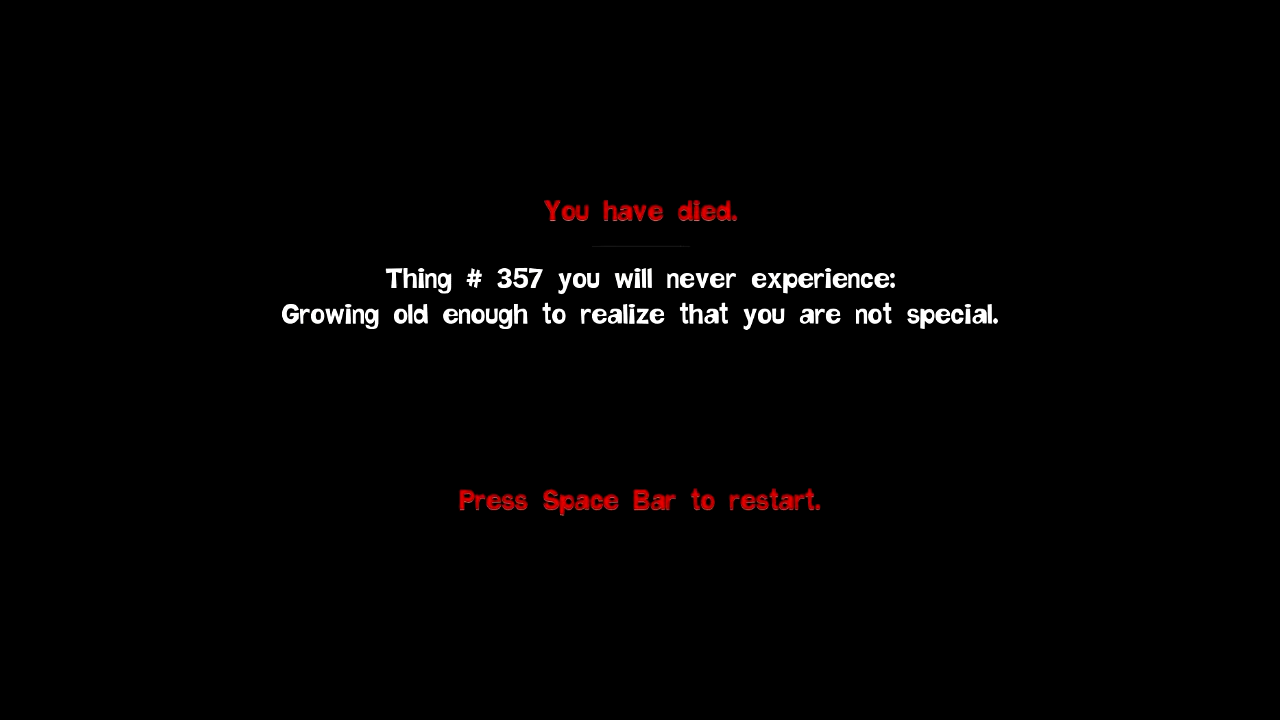 You have died.
Thing # 357 you will never experience:
Growing old enough to realize that you are not special.
Press Space Bar to restart.